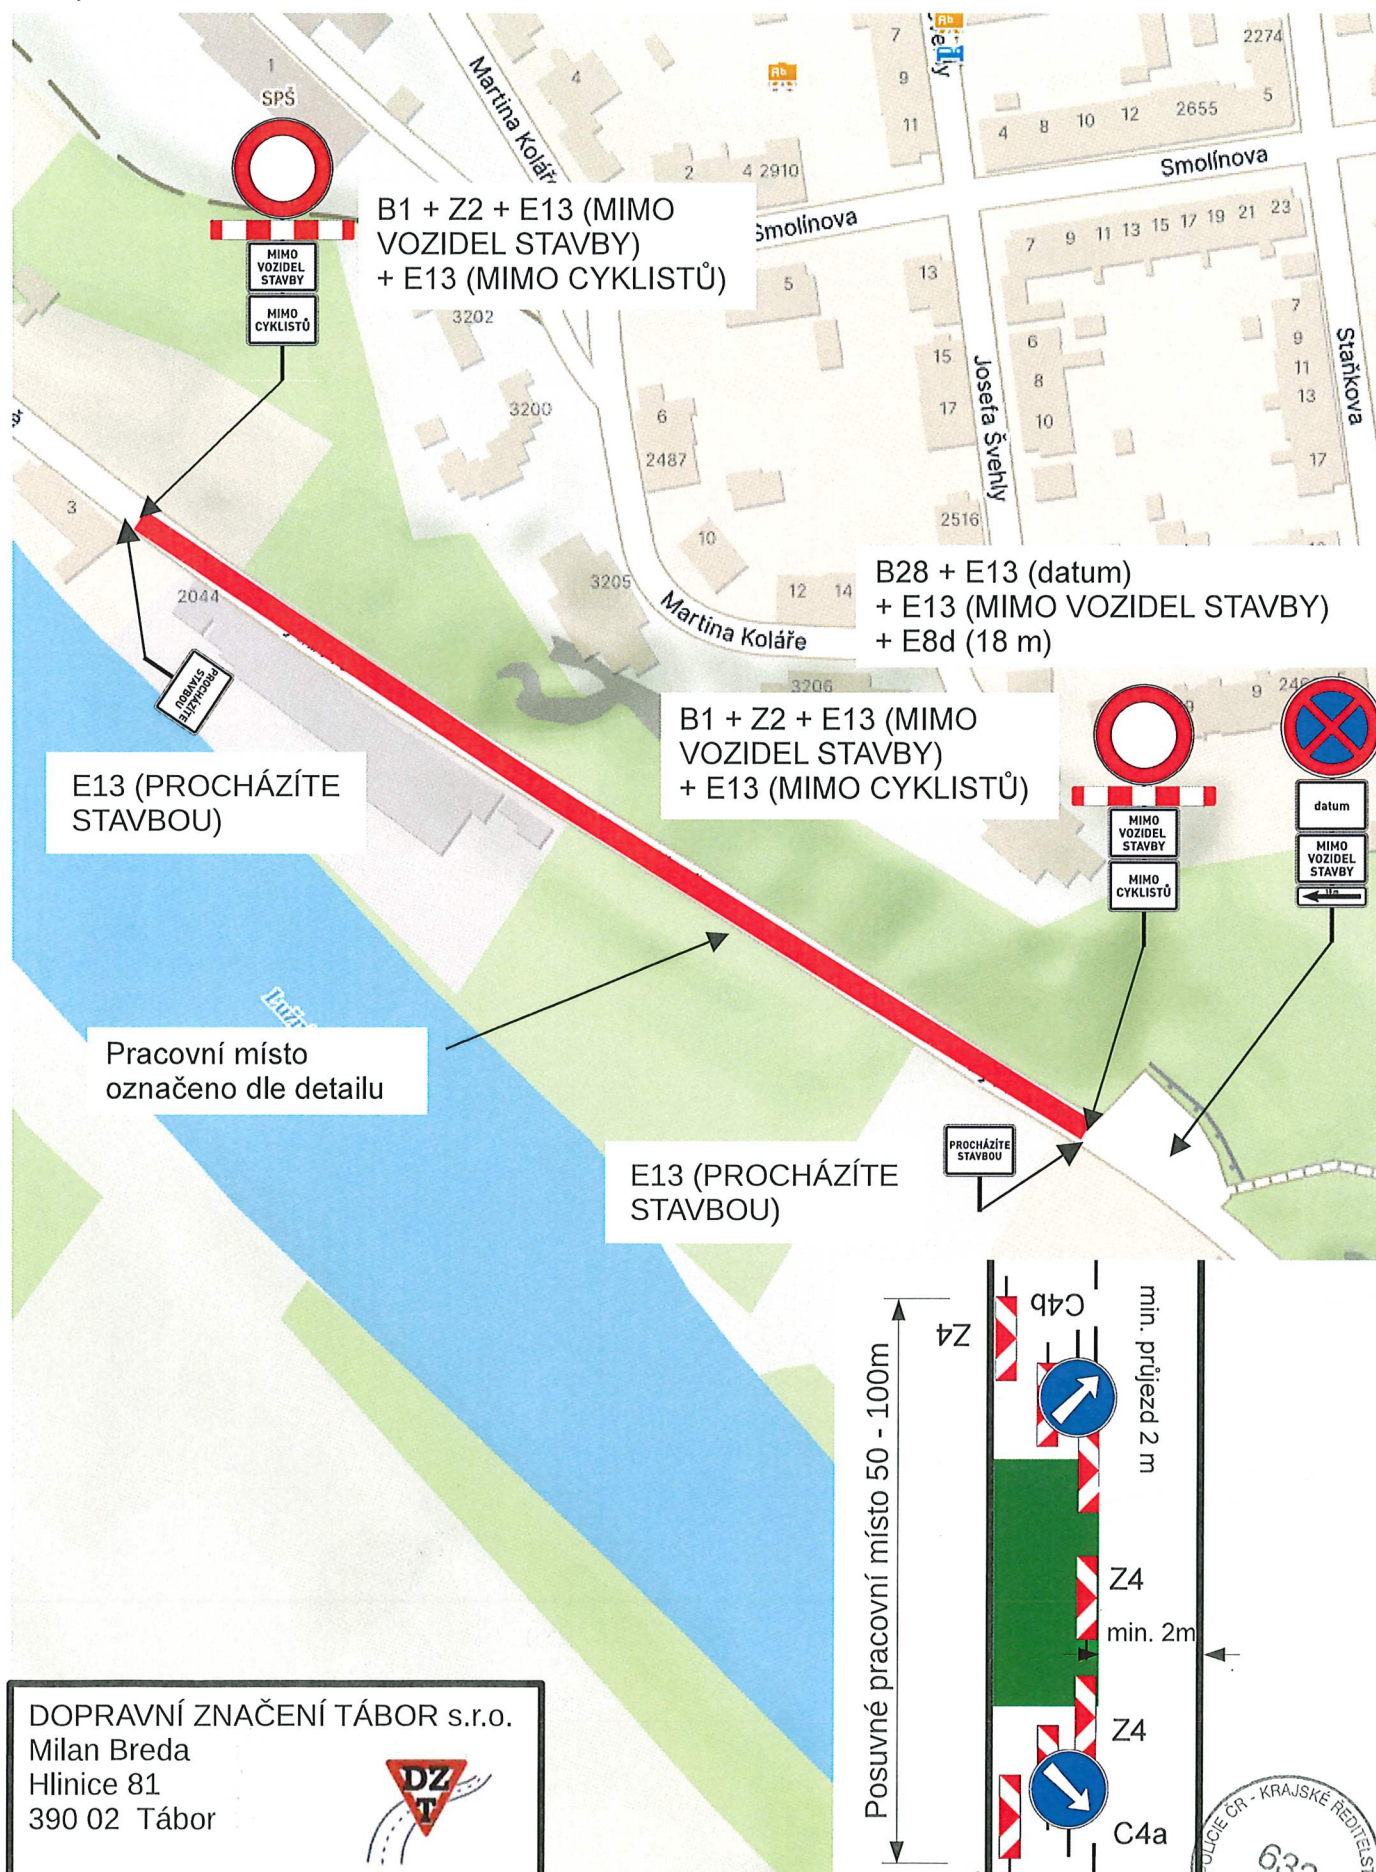 1
SPŠ
4
Martina Kolář
7
9
11
2274
5
2655
12
10
8
4
Smolínova
2
4 2910
Smolínova
B1 + Z2 + E13 (MIMO
VOZIDEL STAVBY)
+ E13 (MIMO CYKLISTŮ)
MIMO
VOZIDEL
STAVBY
MIMO
CYKLISTŮ
3202
3200
5
13
15
17
7
9
11
13
15
17
19
21
23
6
8
10
Josefa Švehly
7
9
11
13
17
Staňkova
6
2487
2516
3
10
2044
3205
12
14
Martina Koláře
B28 + E13 (datum)
+ E13 (MIMO VOZIDEL STAVBY)
+ E8d (18 m)
3206
9
PROCHÁZÍTE
STAVBOU
B1 + Z2 + E13 (MIMO
VOZIDEL STAVBY)
+ E13 (MIMO CYKLISTŮ)
MIMO
VOZIDEL
STAVBY
MIMO
CYKLISTŮ
datum
MIMO
VOZIDEL
STAVBY
E13 (PROCHÁZÍTE
STAVBOU)
Pracovní místo
označeno dle detailu
PROCHÁZÍTE
STAVBOU
E13 (PROCHÁZÍTE
STAVBOU)
Posuvné pracovní místo 50 - 100m
Z4
C4b
min. průjezd 2 m
Z4
min. 2m
Z4
C4a
DOPRAVNÍ ZNAČENÍ TÁBOR s.r.o.
Milan Breda
Hlinice 81
390 02 Tábor
DZ
T
ČR - KRAJSKÉ